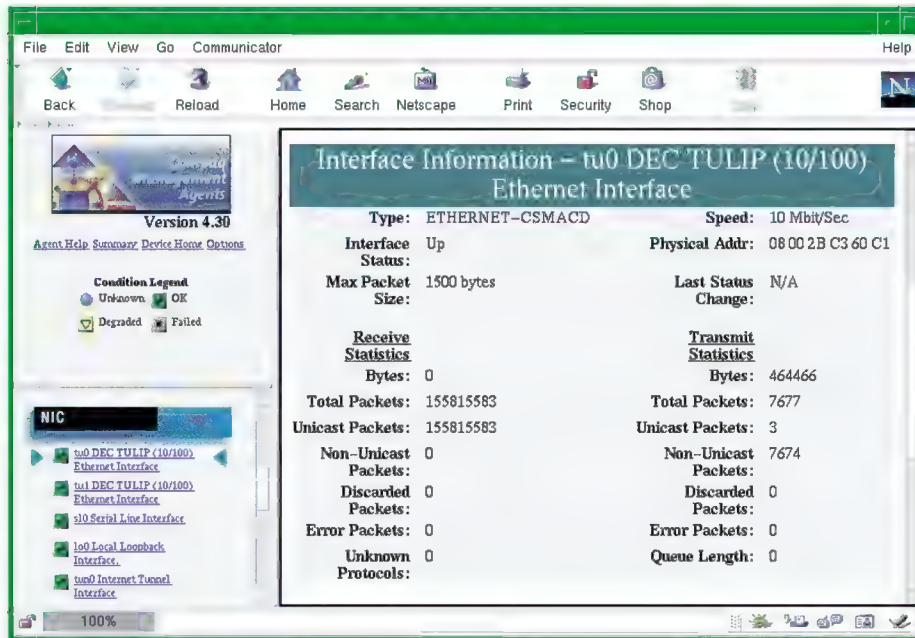 File Edit View Go Communicator Help
Back Reload Home Search Netscape Print Security Shop
N
Agents
Version 4.30
Agent Help Summary Device Home Options
Condition Legend
Unknown OK
Degraded Failed
NIC
tu0 DEC TULIP (10/100)
Ethernet Interface
tu1 DEC TULIP (10/100)
Ethernet Interface
sl0 Serial Line Interface
lo0 Local Loopback
Interface,
tun0 Internet Tunnel
Interface
Interface Information – tu0 DEC TULIP (10/100)
Ethernet Interface
Type: ETHERNET–CSMACD Speed: 10 Mbit/Sec
Interface Status: Up Physical Addr: 08 00 2B C3 60 C1
Max Packet Size: 1500 bytes Last Status Change: N/A
Receive Statistics Transmit Statistics
Bytes: 0 Bytes: 464466
Total Packets: 155815583 Total Packets: 7677
Unicast Packets: 155815583 Unicast Packets: 3
Non–Unicast Packets: 0 Non–Unicast Packets: 7674
Discarded Packets: 0 Discarded Packets: 0
Error Packets: 0 Error Packets: 0
Unknown Protocols: 0 Queue Length: 0
100%